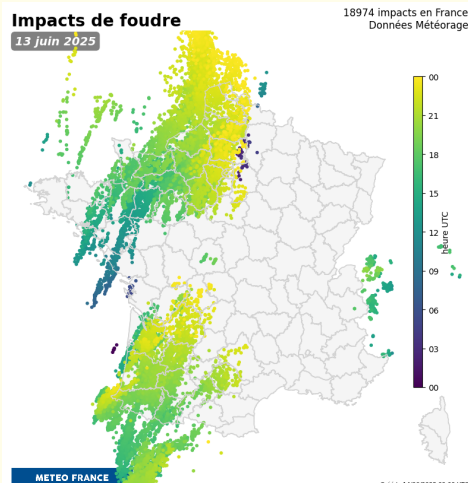 Impacts de foudre
18974 impacts en France
Données Météorage
13 juin 2025
00
21
18
15
12
09
06
03
00
heure UTC
METEO FRANCE